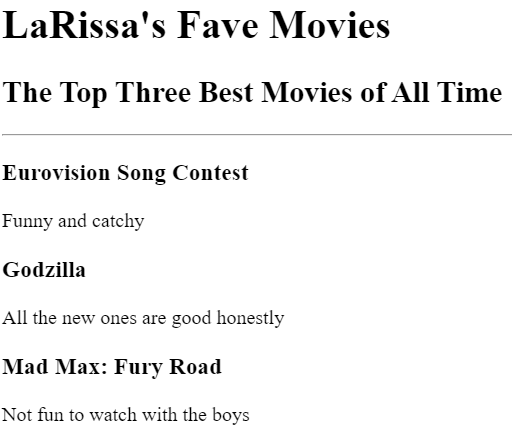 LaRissa's Fave Movies
The Top Three Best Movies of All Time
Eurovision Song Contest
Funny and catchy
Godzilla
All the new ones are good honestly
Mad Max: Fury Road
Not fun to watch with the boys